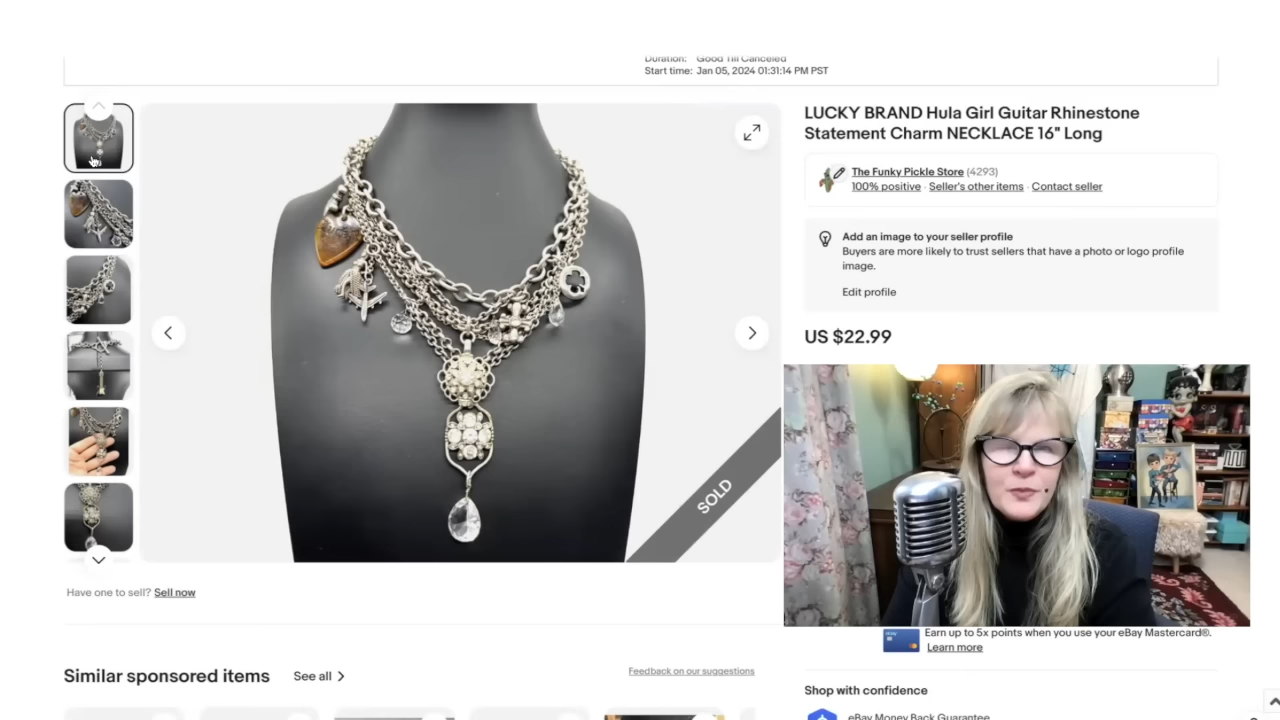 Duration: Good Till Canceled
Start time: Jan 05, 2024 01:31:14 PM PST
LUCKY BRAND Hula Girl Guitar Rhinestone
Statement Charm NECKLACE 16" Long
The Funky Pickle Store (4293)
100% positive · Seller's other items · Contact seller
Add an image to your seller profile
Buyers are more likely to trust sellers that have a photo or logo profile
image.
Edit profile
US $22.99
SOLD
Have one to sell? Sell now
Earn up to 5x points when you use your eBay Mastercard®.
Learn more
Similar sponsored items See all
Feedback on our suggestions
Shop with confidence
eBay Money Back Guarantee